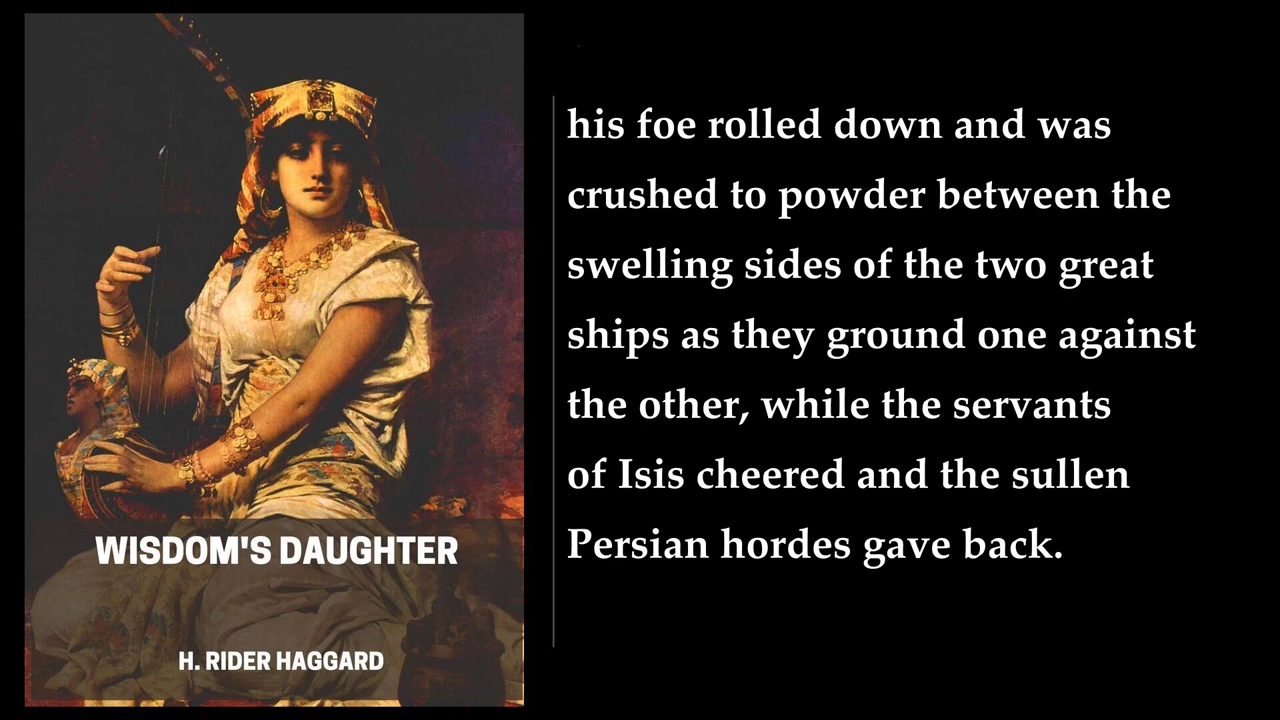 WISDOM'S DAUGHTER
H. RIDER HAGGARD
his foe rolled down and was
crushed to powder between the
swelling sides of the two great
ships as they ground one against
the other, while the servants
of Isis cheered and the sullen
Persian hordes gave back.